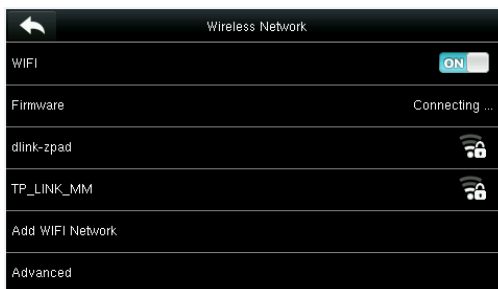 Wireless Network
WIFI ON
Firmware Connecting ...
dlink-zpad
TP_LINK_MM
Add WIFI Network
Advanced